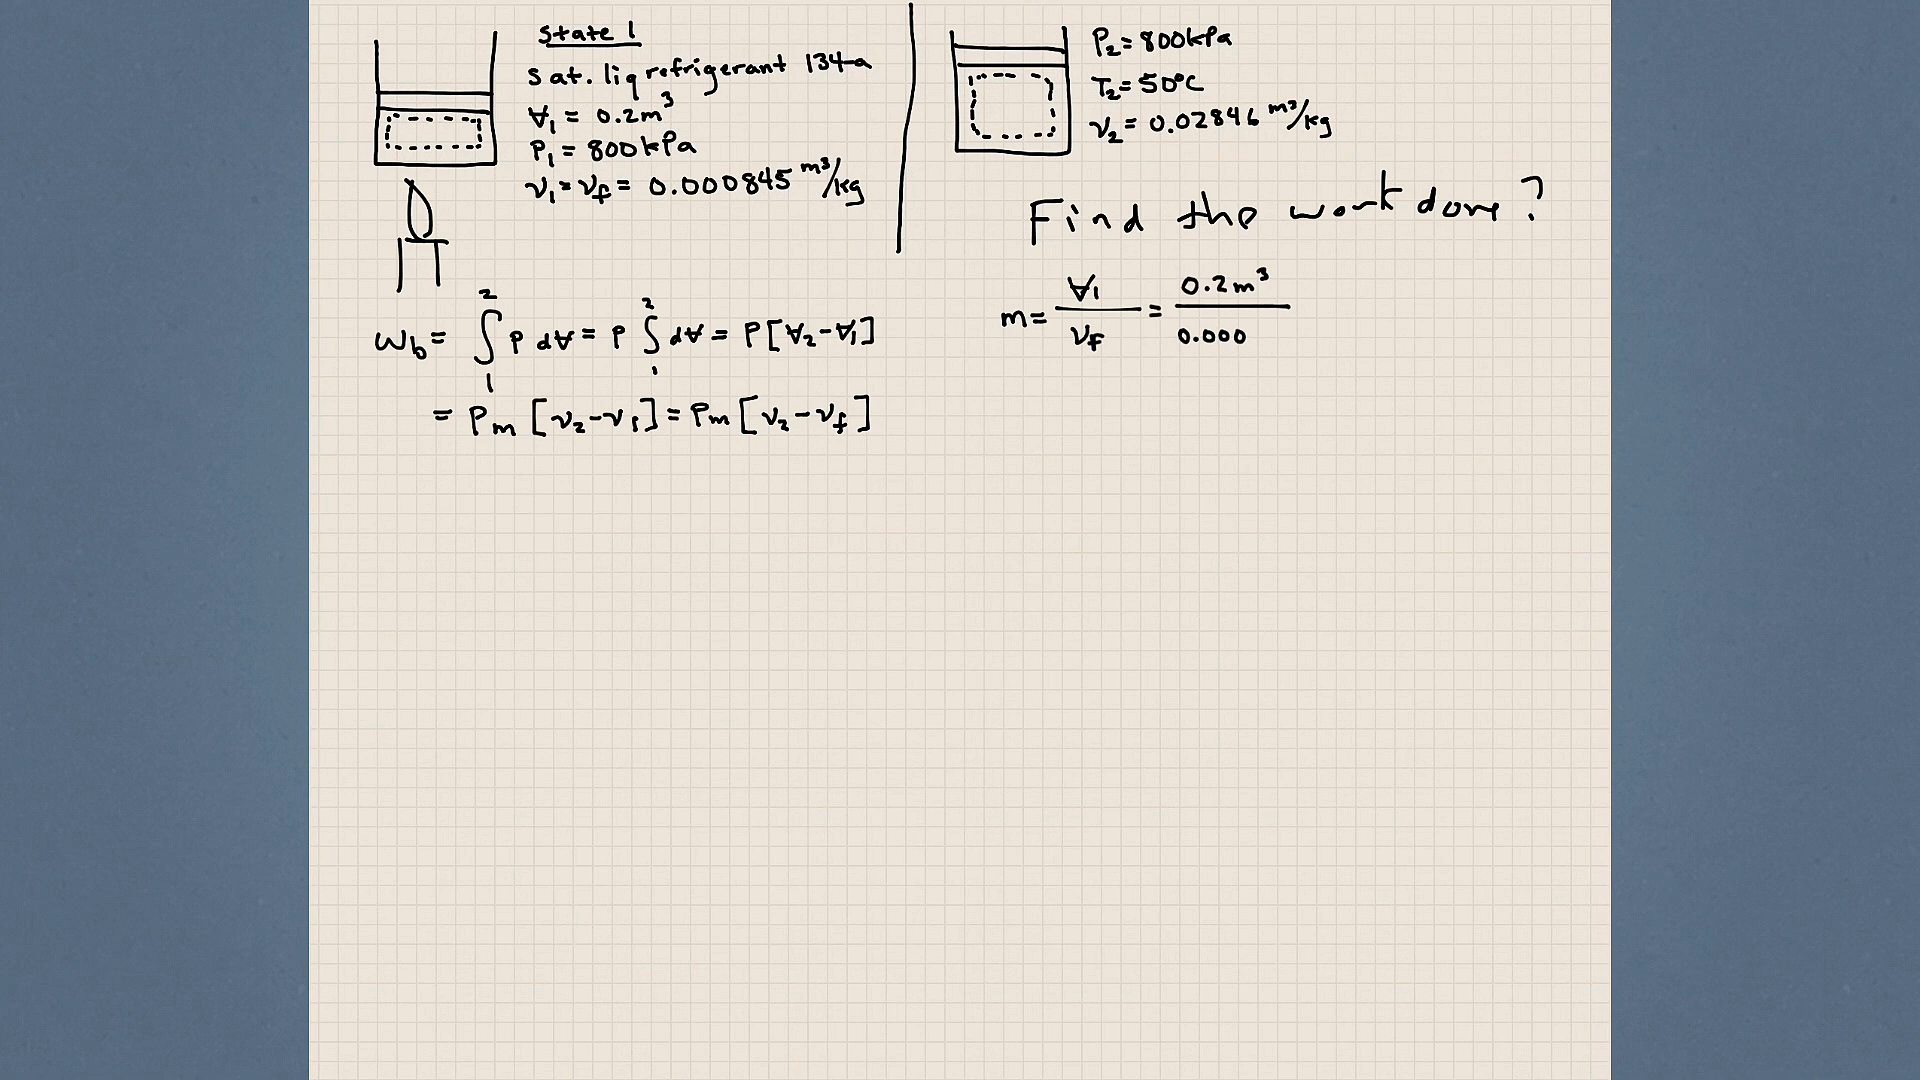 State 1
sat. liq refrigerant 134-a
∀₁ = 0.2m³
P₁ = 800kPa
ν₁ = ν_f = 0.000845 m³/kg
P₂ = 800kPa
T₂ = 50°C
ν₂ = 0.02846 m³/kg
Find the work done?
W_b = ∫₁² P d∀ = P ∫₁² d∀ = P[∀₂-∀₁]
= Pm [ν₂-ν₁] = Pm [ν₂-ν_f]
m = ∀₁/ν_f = 0.2m³/0.000